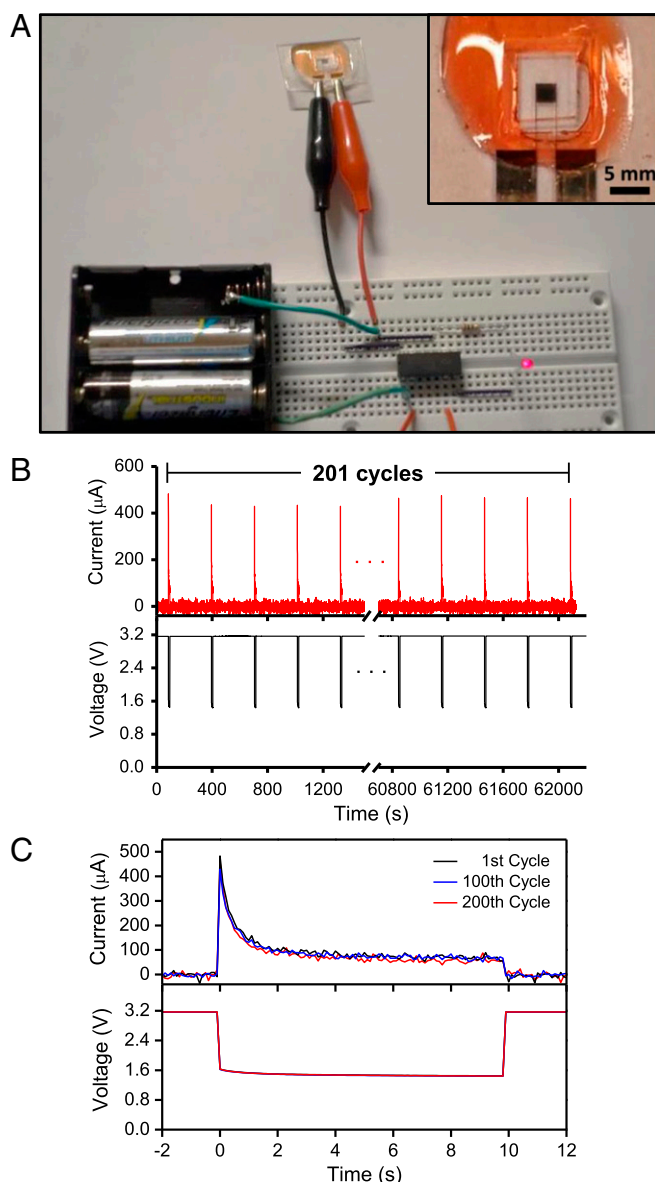 A
5 mm
B
201 cycles
Current (μA)
600
400
200
0
. . .
Voltage (V)
3.2
2.4
1.6
0.8
0.0
. . .
0 400 800 1200 60800 61200 61600 62000
Time (s)
C
Current (μA)
500
400
300
200
100
0
1st Cycle
100th Cycle
200th Cycle
Voltage (V)
3.2
2.4
1.6
0.8
0.0
-2 0 2 4 6 8 10 12
Time (s)